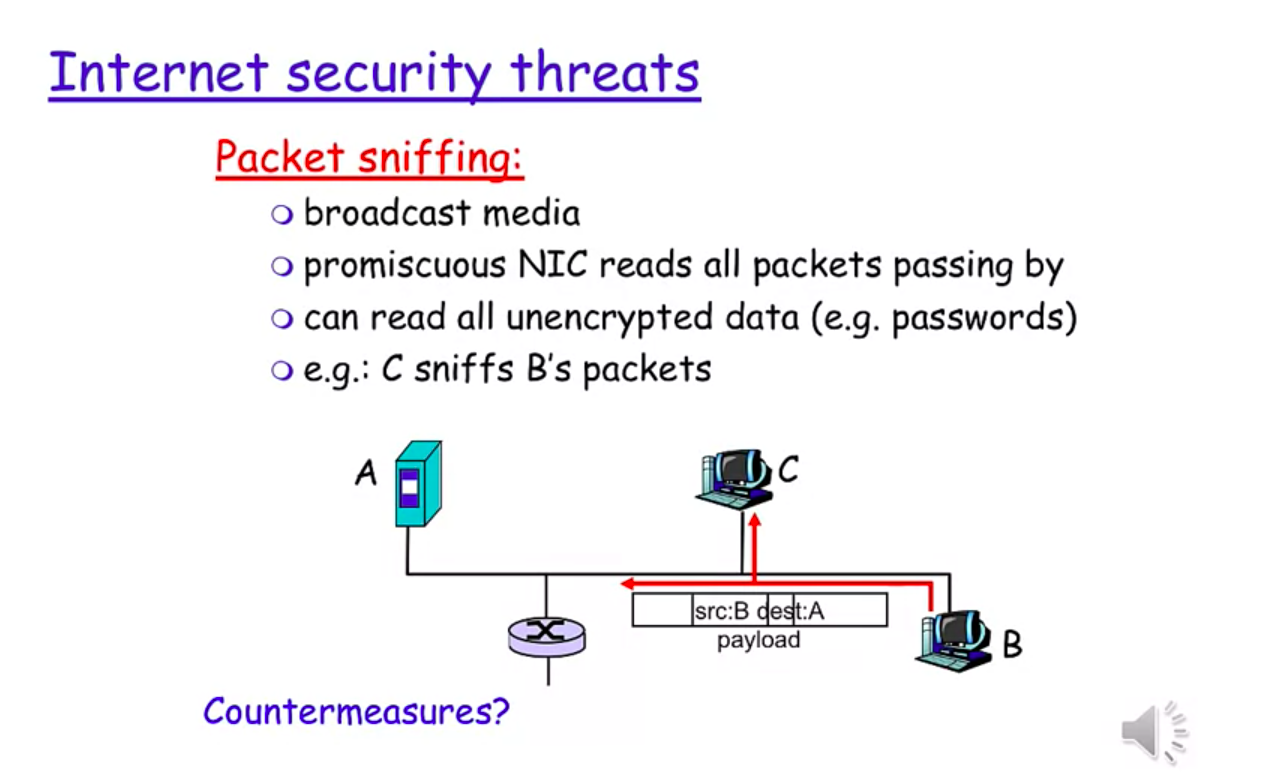 Internet security threats
Packet sniffing:
broadcast media
promiscuous NIC reads all packets passing by
can read all unencrypted data (e.g. passwords)
e.g.: C sniffs B's packets
A
C
src:B dest:A
payload
B
Countermeasures?